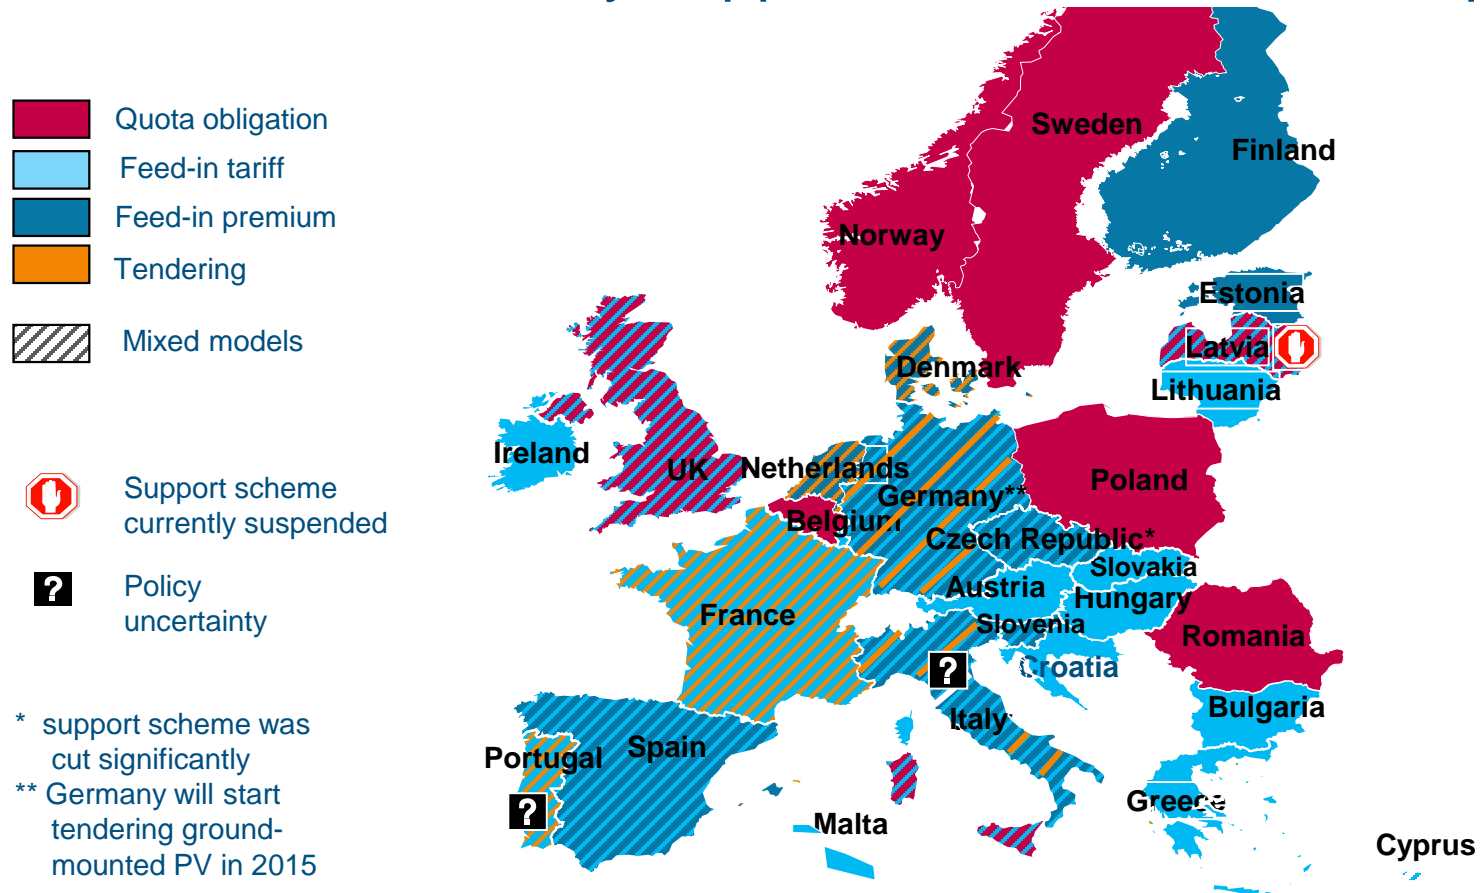 Quota obligation
Feed-in tariff
Feed-in premium
Tendering
Mixed models
Support scheme
currently suspended
?
Policy
uncertainty
* support scheme was
cut significantly
** Germany will start
tendering ground-
mounted PV in 2015
Sweden
Finland
Norway
Estonia
Latvia
Denmark
Lithuania
Ireland
UK
Netherlands
Germany**
Poland
Belgium
Czech Republic*
Slovakia
Austria
Hungary
France
Slovenia
Romania
Croatia
?
Italy
Bulgaria
Spain
Portugal
?
Greece
Malta
Cyprus